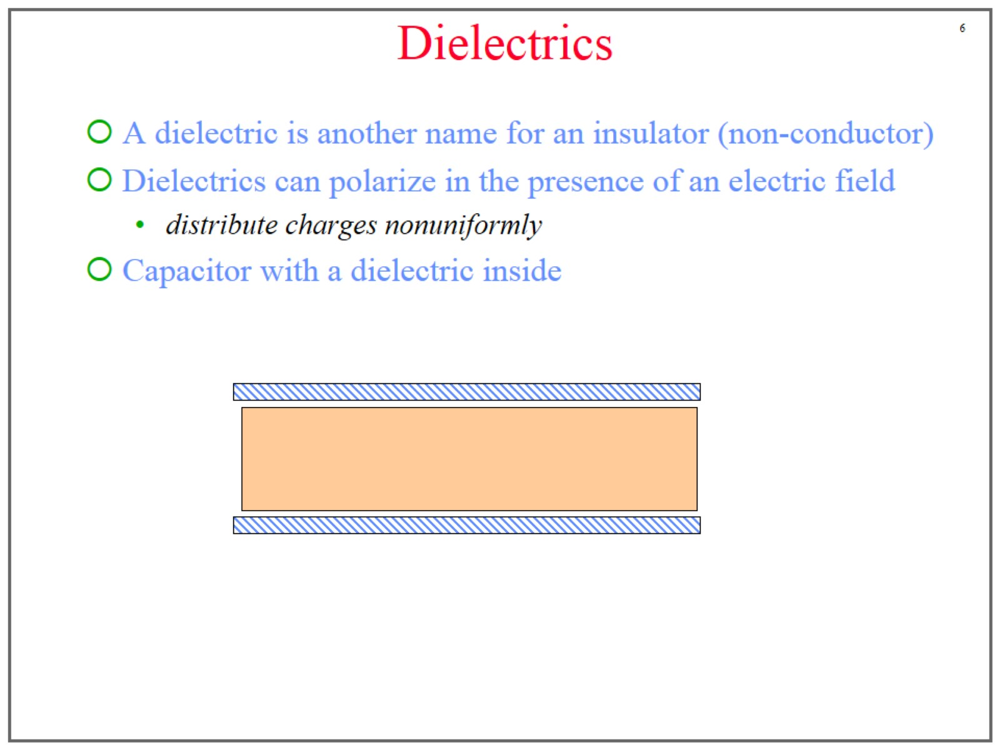 Dielectrics
6
A dielectric is another name for an insulator (non-conductor)
Dielectrics can polarize in the presence of an electric field
• distribute charges nonuniformly
Capacitor with a dielectric inside